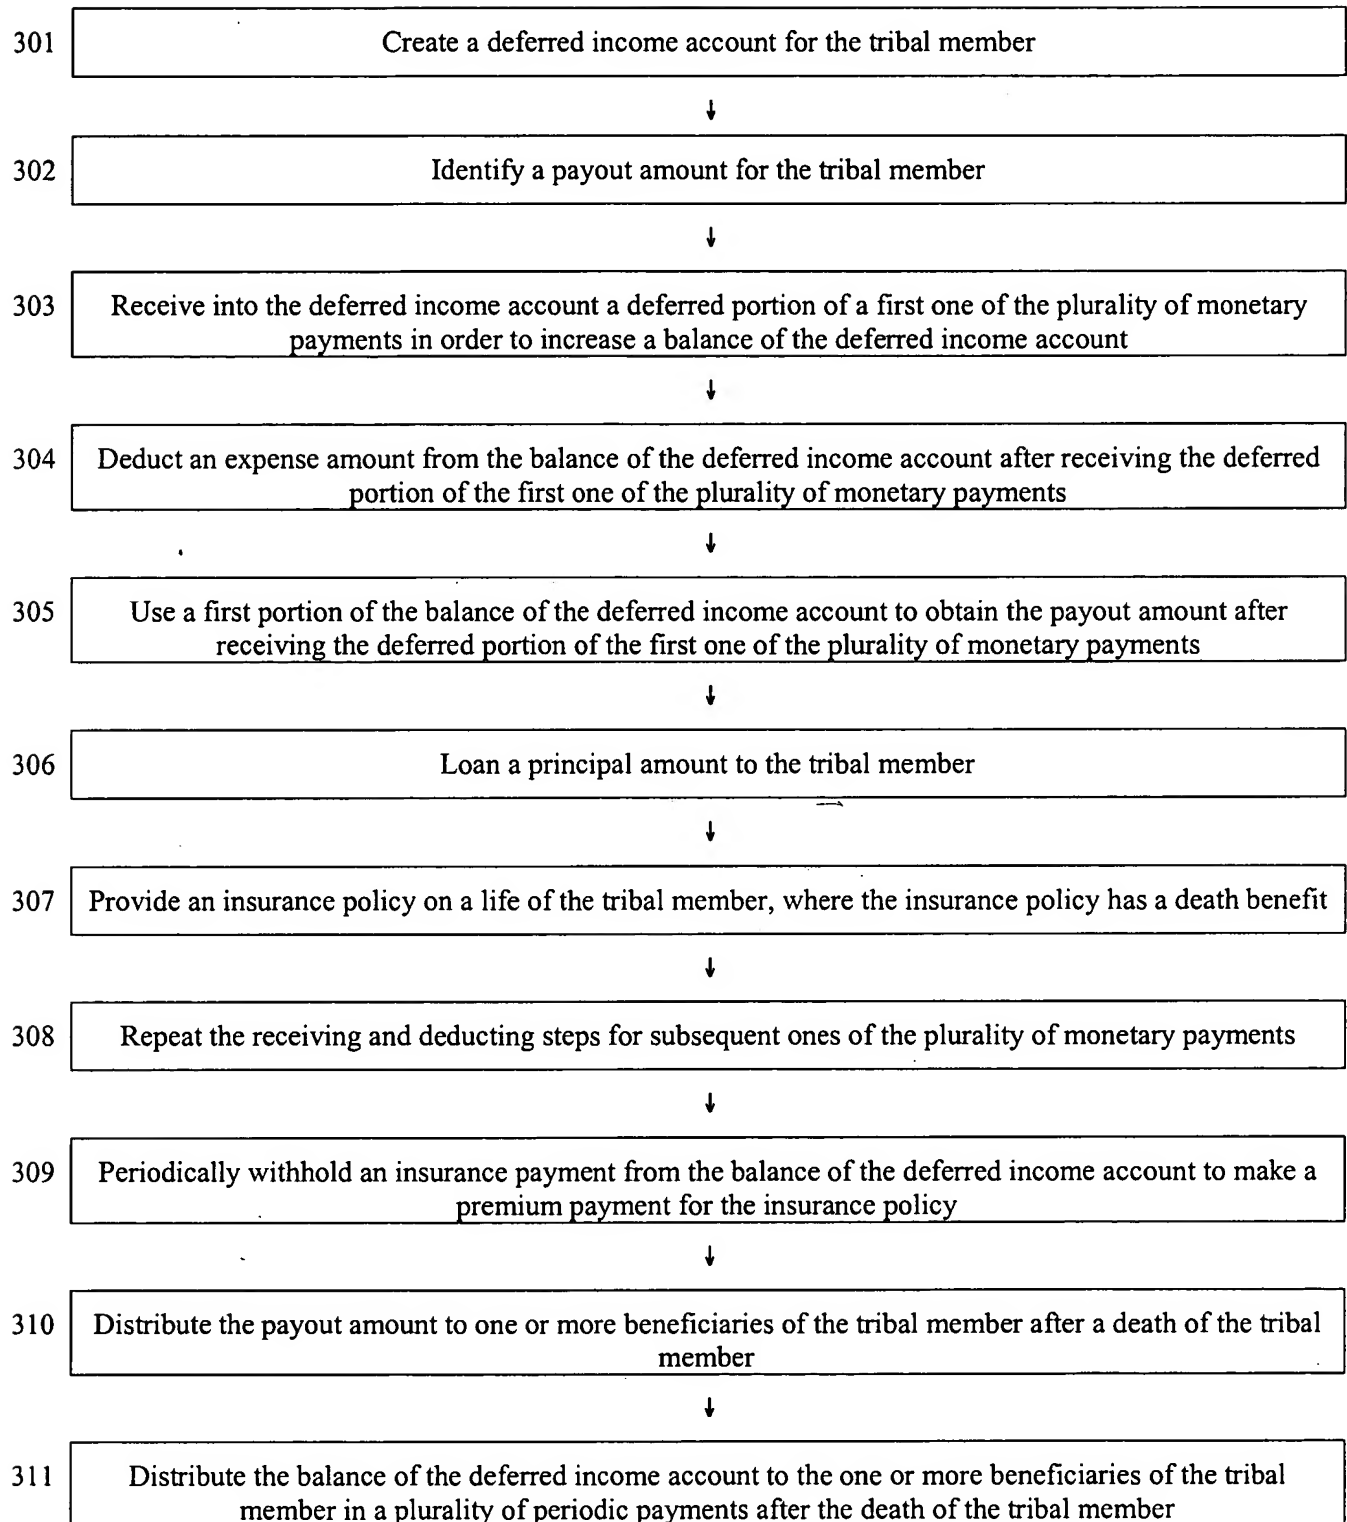 301 Create a deferred income account for the tribal member
302 Identify a payout amount for the tribal member
303 Receive into the deferred income account a deferred portion of a first one of the plurality of monetary
payments in order to increase a balance of the deferred income account
304 Deduct an expense amount from the balance of the deferred income account after receiving the deferred
portion of the first one of the plurality of monetary payments
305 Use a first portion of the balance of the deferred income account to obtain the payout amount after
receiving the deferred portion of the first one of the plurality of monetary payments
306 Loan a principal amount to the tribal member
307 Provide an insurance policy on a life of the tribal member, where the insurance policy has a death benefit
308 Repeat the receiving and deducting steps for subsequent ones of the plurality of monetary payments
309 Periodically withhold an insurance payment from the balance of the deferred income account to make a
premium payment for the insurance policy
310 Distribute the payout amount to one or more beneficiaries of the tribal member after a death of the tribal
member
311 Distribute the balance of the deferred income account to the one or more beneficiaries of the tribal
member in a plurality of periodic payments after the death of the tribal member